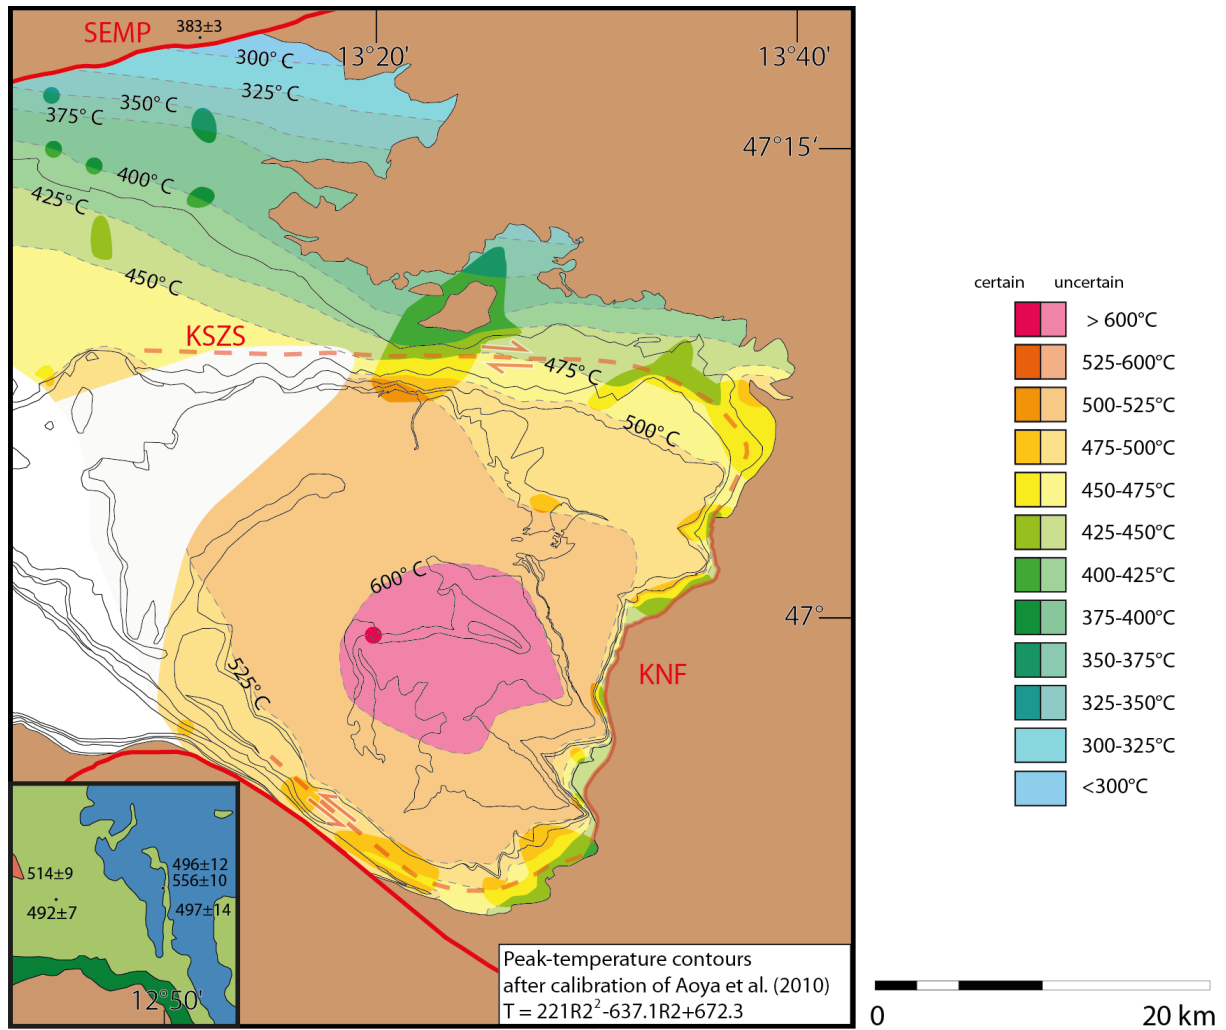 SEMP
383±3
300° C
13°20'
13°40'
325° C
350° C
375° C
47°15'
400° C
425° C
450° C
KSZS
475° C
500° C
600° C
47°
525° C
KNF
514±9
492±7
496±12
556±10
497±14
12°50'
Peak-temperature contours
after calibration of Aoya et al. (2010)
T = 221R2²-637.1R2+672.3
certain uncertain
> 600°C
525-600°C
500-525°C
475-500°C
450-475°C
425-450°C
400-425°C
375-400°C
350-375°C
325-350°C
300-325°C
<300°C
0 20 km